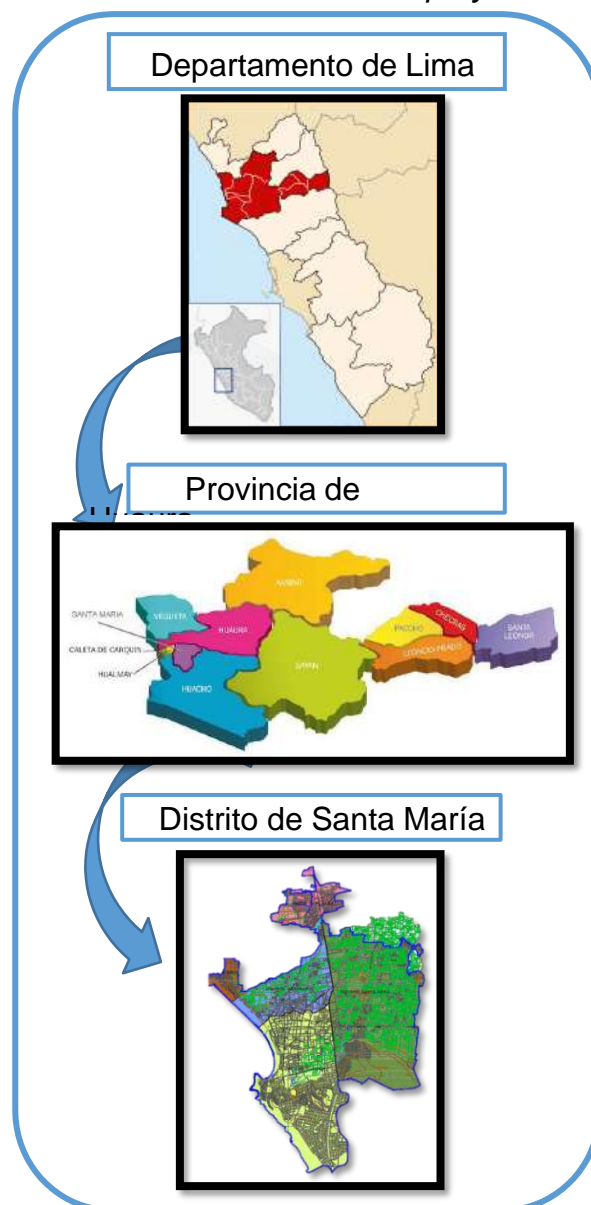 Departamento de Lima
Provincia de
Huaura
AMBAR
VEGUETA
SANTA MARIA
HUAURA
CHECRAS
PACCHO
SANTA
LEONOR
CALETA DE CARQUIN
LEONCIO PRADO
SAYAN
HUALMAY
HUACHO
Distrito de Santa María